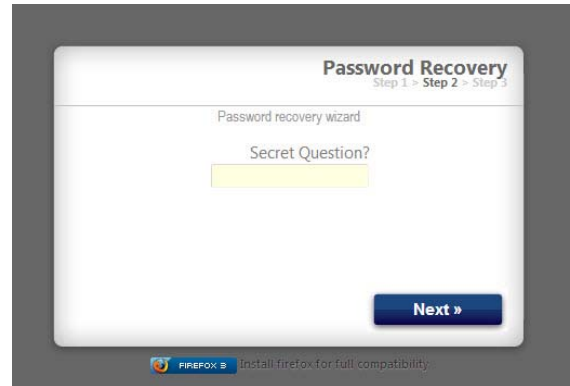 Password Recovery
Step 1 > Step 2 > Step 3
Password recovery wizard
Secret Question?
Next »
FIREFOX 3 Install firefox for full compatibility